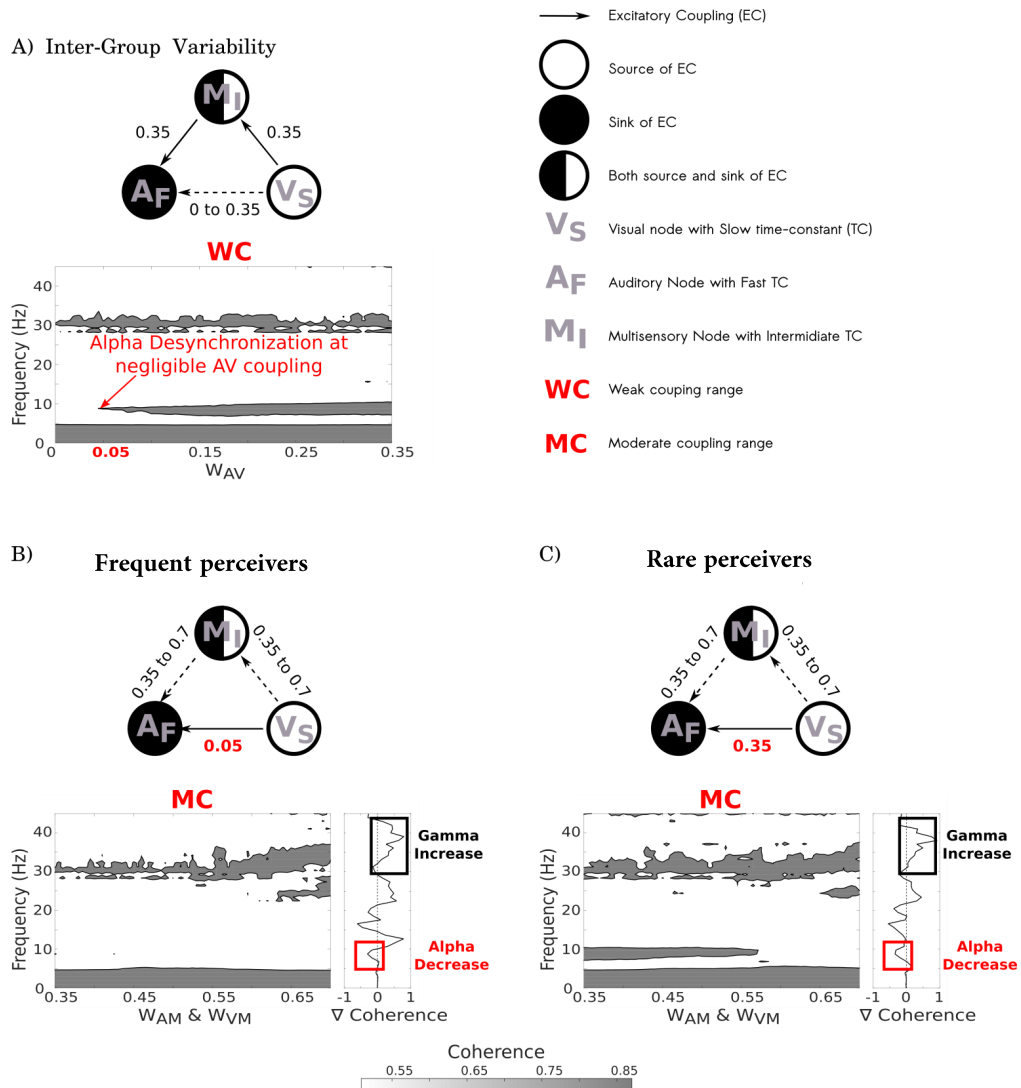 A) Inter-Group Variability
MI
0.35
0.35
AF
VS
0 to 0.35
WC
40
30
20
10
0
Frequency (Hz)
Alpha Desynchronization at
negligible AV coupling
0
0.05
0.15
0.25
0.35
WAV
Excitatory Coupling (EC)
Source of EC
Sink of EC
Both source and sink of EC
VS Visual node with Slow time-constant (TC)
AF Auditory Node with Fast TC
MI Multisensory Node with Intermidiate TC
WC Weak couping range
MC Moderate coupling range
B)
Frequent perceivers
MI
0.35 to 0.7
0.35 to 0.7
AF
VS
0.05
MC
40
30
20
10
0
Frequency (Hz)
0.35
0.45
0.55
0.65
WAM & WVM
Gamma
Increase
Alpha
Decrease
-1
0
1
∇ Coherence
C)
Rare perceivers
MI
0.35 to 0.7
0.35 to 0.7
AF
VS
0.35
MC
40
30
20
10
0
Frequency (Hz)
0.35
0.45
0.55
0.65
WAM & WVM
Gamma
Increase
Alpha
Decrease
-1
0
1
∇ Coherence
Coherence
0.55
0.65
0.75
0.85